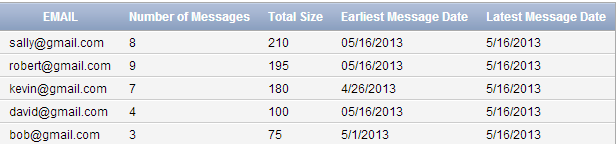 EMAIL Number of Messages Total Size Earliest Message Date Latest Message Date
sally@gmail.com 8 210 05/16/2013 5/16/2013
robert@gmail.com 9 195 05/16/2013 5/16/2013
kevin@gmail.com 7 180 4/26/2013 5/16/2013
david@gmail.com 4 100 05/16/2013 5/16/2013
bob@gmail.com 3 75 5/1/2013 5/16/2013